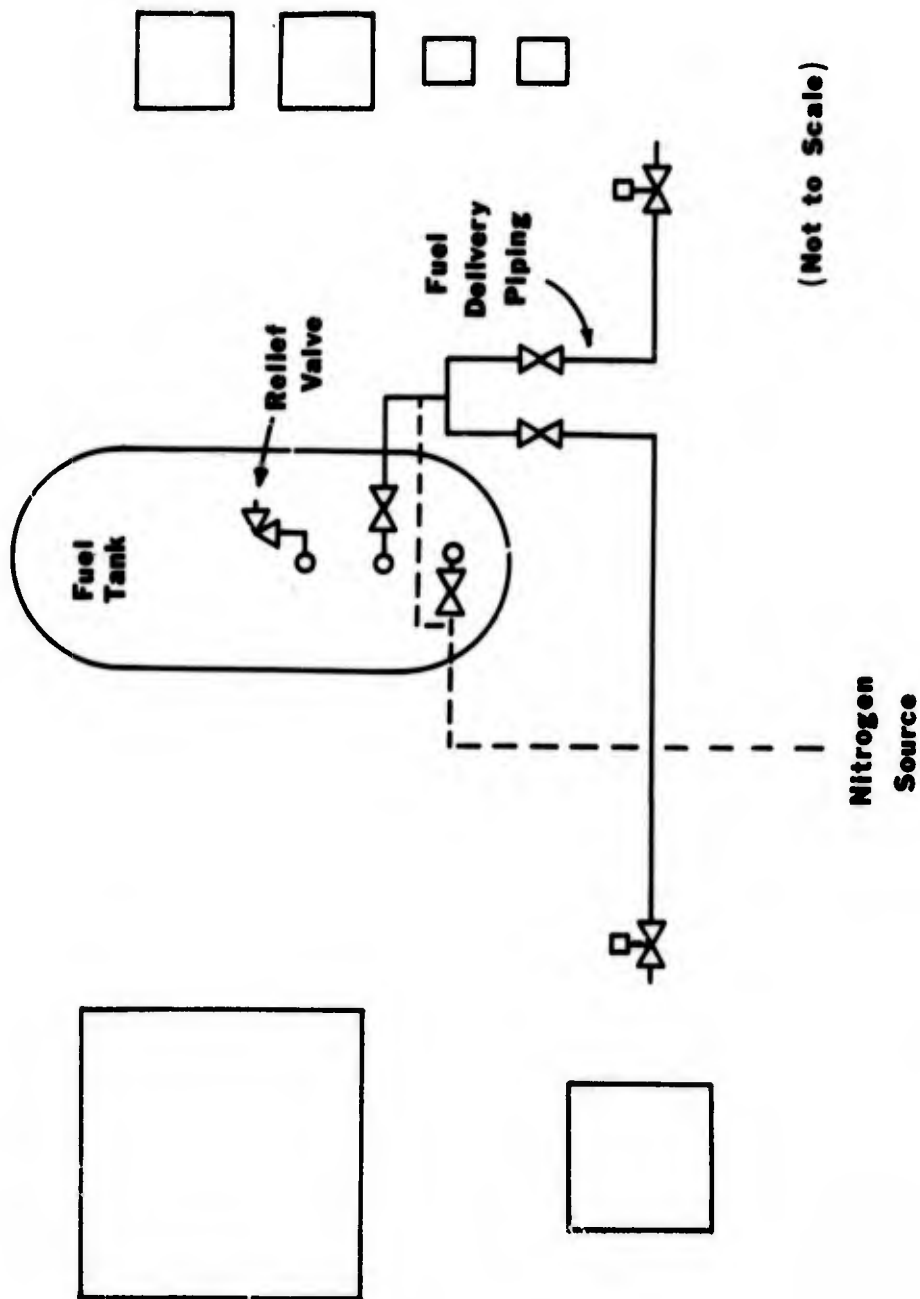 Fuel
Tank
Relief
Valve
Fuel
Delivery
Piping
Nitrogen
Source
(Not to Scale)